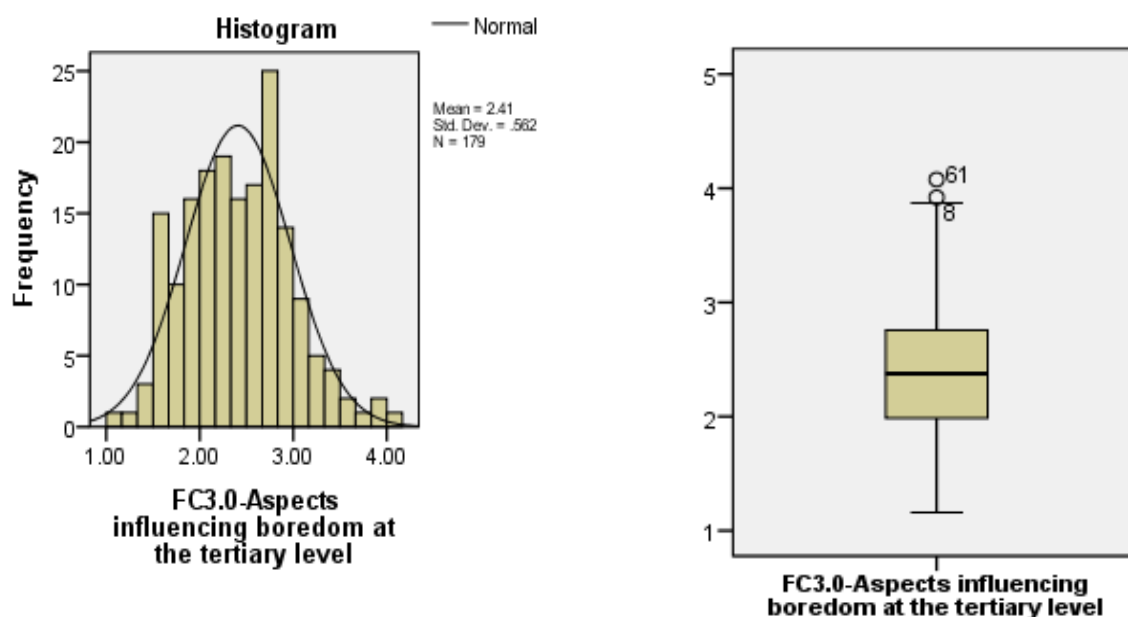 Histogram
Normal
Mean = 2.41
Std. Dev. = .562
N = 179
Frequency
25
20
15
10
5
0
1.00 2.00 3.00 4.00
FC3.0-Aspects
influencing boredom at
the tertiary level
5
4
3
2
1
61
8
FC3.0-Aspects influencing
boredom at the tertiary level